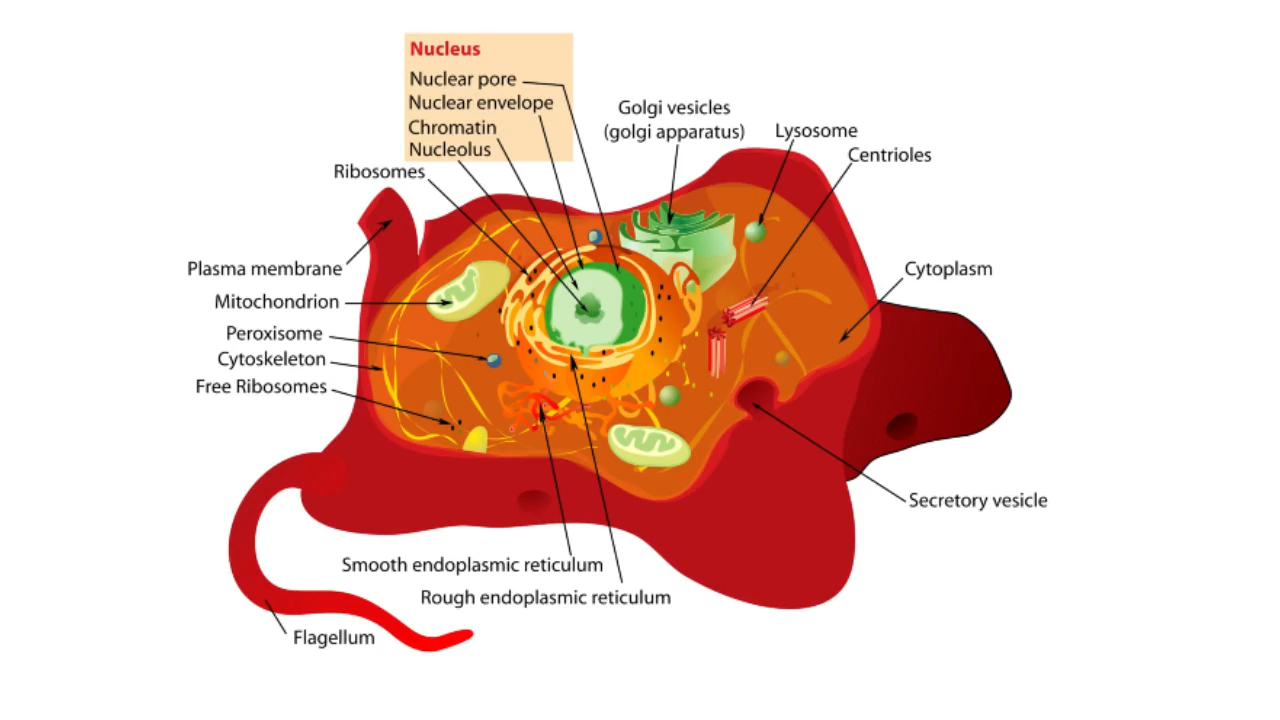 Nucleus
Nuclear pore
Nuclear envelope
Chromatin
Nucleolus
Ribosomes
Golgi vesicles
(golgi apparatus)
Lysosome
Centrioles
Plasma membrane
Mitochondrion
Peroxisome
Cytoskeleton
Free Ribosomes
Cytoplasm
Secretory vesicle
Smooth endoplasmic reticulum
Rough endoplasmic reticulum
Flagellum